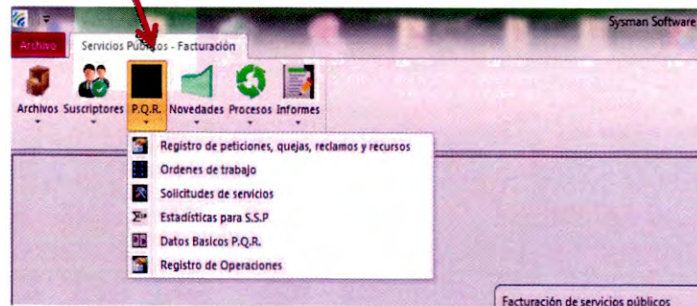 Sysman Software
Archivo Servicios Públicos - Facturación
Archivos Suscriptores P.Q.R. Novedades Procesos Informes
Registro de peticiones, quejas, reclamos y recursos
Ordenes de trabajo
Solicitudes de servicios
Estadísticas para S.S.P
Datos Basicos P.Q.R.
Registro de Operaciones
Facturación de servicios públicos